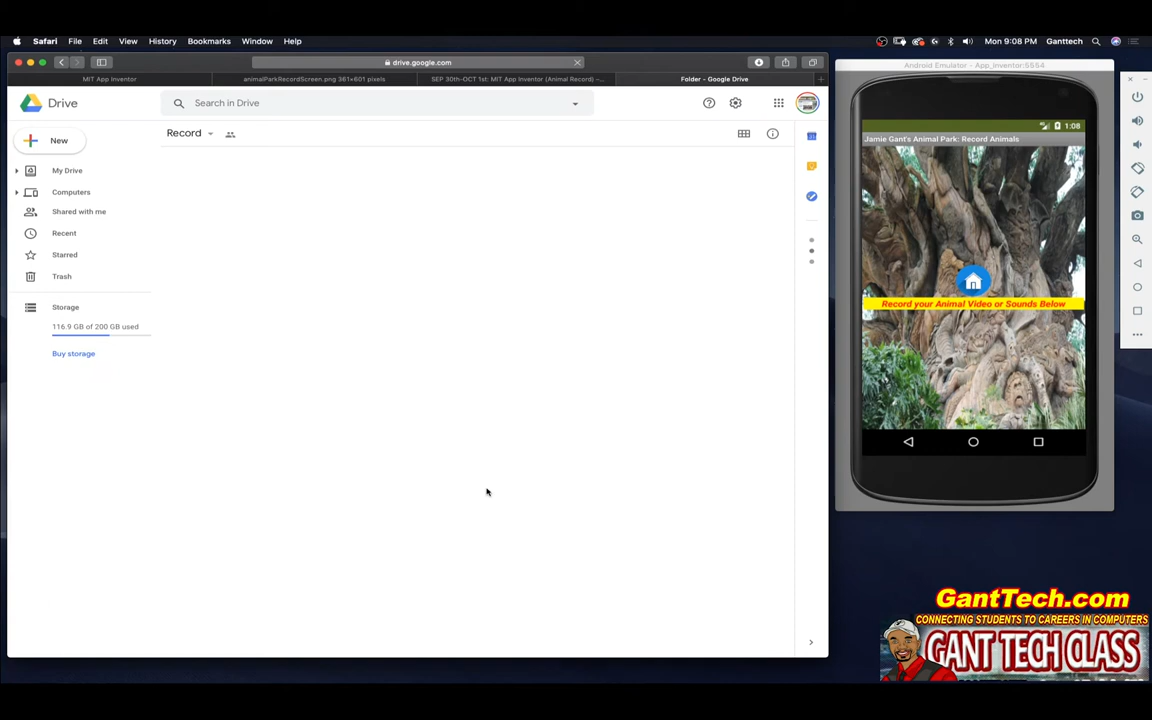 Safari File Edit View History Bookmarks Window Help
Mon 9:08 PM Ganttech
drive.google.com
MIT App Inventor
animalParkRecordScreen.png 361×601 pixels
SEP 30th-OCT 1st: MIT App Inventor (Animal Record) –...
Folder – Google Drive
Drive
Search in Drive
New
Record
My Drive
Computers
Shared with me
Recent
Starred
Trash
Storage
116.9 GB of 200 GB used
Buy storage
Android Emulator - App_Inventor:5554
1:08
Jamie Gant's Animal Park: Record Animals
Record your Animal Video or Sounds Below
GantTech.com
CONNECTING STUDENTS TO CAREERS IN COMPUTERS
GANT TECH CLASS